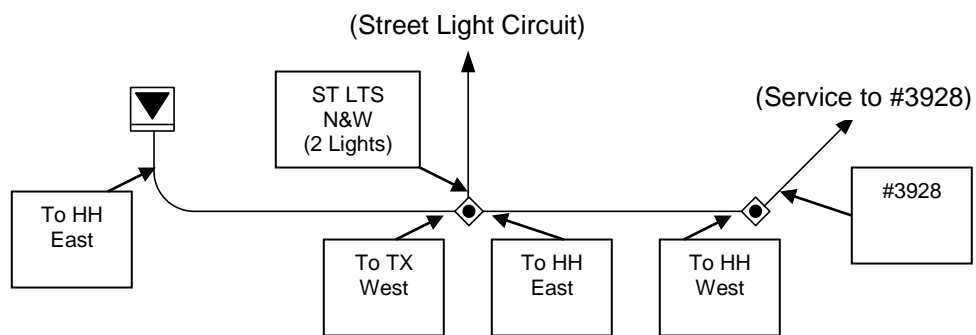 (Street Light Circuit)
ST LTS
N&W
(2 Lights)
(Service to #3928)
To HH
East
#3928
To TX
West
To HH
East
To HH
West